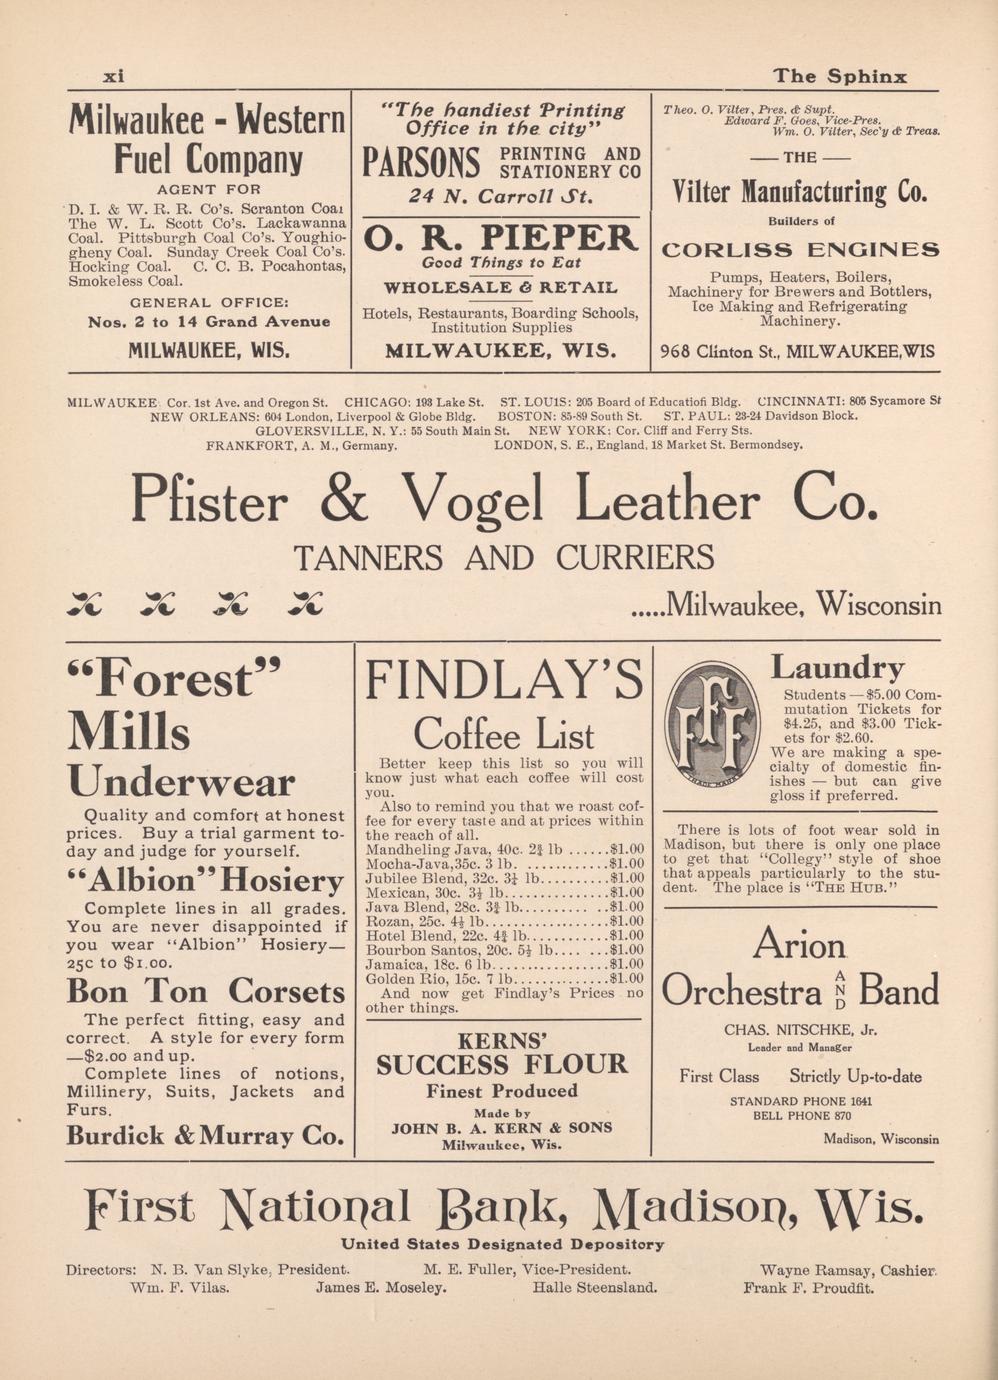 xi
The Sphinx
Milwaukee - Western
Fuel Company
AGENT FOR
D. I. & W. R. R. Co's. Scranton Coal
The W. L. Scott Co's. Lackawanna
Coal. Pittsburgh Coal Co's. Youghio-
gheny Coal. Sunday Creek Coal Co's.
Hocking Coal. C. C. B. Pocahontas,
Smokeless Coal.
GENERAL OFFICE:
Nos. 2 to 14 Grand Avenue
MILWAUKEE, WIS.
"The handiest Printing
Office in the city"
PARSONS PRINTING AND
STATIONERY CO
24 N. Carroll St.
O. R. PIEPER
Good Things to Eat
WHOLESALE & RETAIL
Hotels, Restaurants, Boarding Schools,
Institution Supplies
MILWAUKEE, WIS.
Theo. O. Vilter, Pres. & Supt.
Edward F. Goes, Vice-Pres.
Wm. O. Vilter, Sec'y & Treas.
THE
Vilter Manufacturing Co.
Builders of
CORLISS ENGINES
Pumps, Heaters, Boilers,
Machinery for Brewers and Bottlers,
Ice Making and Refrigerating
Machinery.
968 Clinton St., MILWAUKEE,WIS
MILWAUKEE: Cor. 1st Ave. and Oregon St. CHICAGO: 193 Lake St. ST. LOUIS: 205 Board of Education Bldg. CINCINNATI: 805 Sycamore St
NEW ORLEANS: 604 London, Liverpool & Globe Bldg. BOSTON: 85-89 South St. ST. PAUL: 23-24 Davidson Block.
GLOVERSVILLE, N. Y.: 55 South Main St. NEW YORK: Cor. Cliff and Ferry Sts.
FRANKFORT, A. M., Germany. LONDON, S. E., England, 18 Market St. Bermondsey.
Pfister & Vogel Leather Co.
TANNERS AND CURRIERS
.....Milwaukee, Wisconsin
"Forest"
Mills
Underwear
Quality and comfort at honest
prices. Buy a trial garment to-
day and judge for yourself.
"Albion" Hosiery
Complete lines in all grades.
You are never disappointed if
you wear "Albion" Hosiery—
25c to $1.00.
Bon Ton Corsets
The perfect fitting, easy and
correct. A style for every form
—$2.00 and up.
Complete lines of notions,
Millinery, Suits, Jackets and
Furs.
Burdick & Murray Co.
FINDLAY'S
Coffee List
Better keep this list so you will
know just what each coffee will cost
you.
Also to remind you that we roast cof-
fee for every taste and at prices within
the reach of all.
Mandheling Java, 40c. 2¾ lb ......$1.00
Mocha-Java,35c. 3 lb. ............$1.00
Jubilee Blend, 32c. 3¼ lb..........$1.00
Mexican, 30c. 3½ lb...............$1.00
Java Blend, 28c. 3¾ lb.......... ..$1.00
Rozan, 25c. 4½ lb..................$1.00
Hotel Blend, 22c. 4¾ lb............$1.00
Bourbon Santos, 20c. 5½ lb.... ...$1.00
Jamaica, 18c. 6 lb.................$1.00
Golden Rio, 15c. 7 lb..............$1.00
And now get Findlay's Prices no
other things.
KERNS'
SUCCESS FLOUR
Finest Produced
Made by
JOHN B. A. KERN & SONS
Milwaukee, Wis.
FFF
TRADE MARK
Laundry
Students — $5.00 Com-
mutation Tickets for
$4.25, and $3.00 Tick-
ets for $2.60.
We are making a spe-
cialty of domestic fin-
ishes — but can give
gloss if preferred.
There is lots of foot wear sold in
Madison, but there is only one place
to get that "Collegy" style of shoe
that appeals particularly to the stu-
dent. The place is "THE HUB."
Arion
Orchestra AND Band
CHAS. NITSCHKE, Jr.
Leader and Manager
First Class Strictly Up-to-date
STANDARD PHONE 1641
BELL PHONE 870
Madison, Wisconsin
First National Bank, Madison, Wis.
United States Designated Depository
Directors: N. B. Van Slyke, President. M. E. Fuller, Vice-President. Wayne Ramsay, Cashier.
Wm. F. Vilas. James E. Moseley. Halle Steensland. Frank F. Proudfit.